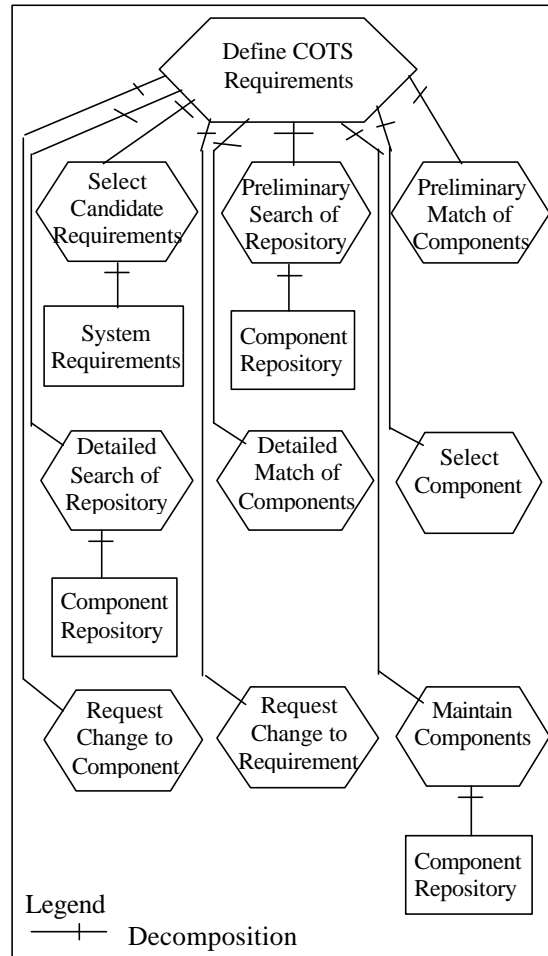 Define COTS
Requirements
Select
Candidate
Requirements
Preliminary
Search of
Repository
Preliminary
Match of
Components
System
Requirements
Component
Repository
Detailed
Search of
Repository
Detailed
Match of
Components
Select
Component
Component
Repository
Request
Change to
Component
Request
Change to
Requirement
Maintain
Components
Component
Repository
Legend
Decomposition